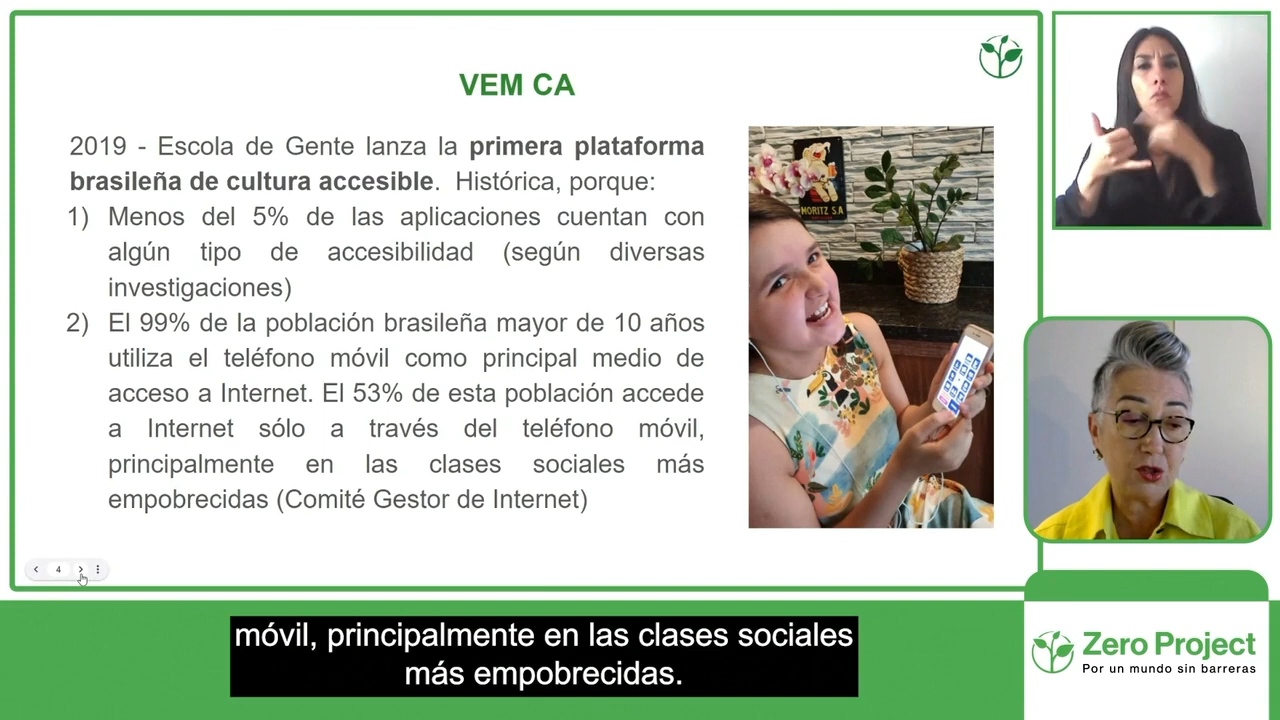 VEM CA
2019 - Escola de Gente lanza la primera plataforma
brasileña de cultura accesible. Histórica, porque:
1) Menos del 5% de las aplicaciones cuentan con
algún tipo de accesibilidad (según diversas
investigaciones)
2) El 99% de la población brasileña mayor de 10 años
utiliza el teléfono móvil como principal medio de
acceso a Internet. El 53% de esta población accede
a Internet sólo a través del teléfono móvil,
principalmente en las clases sociales más
empobrecidas (Comité Gestor de Internet)
MORITZ S.A
4
móvil, principalmente en las clases sociales
más empobrecidas.
Zero Project
Por un mundo sin barreras